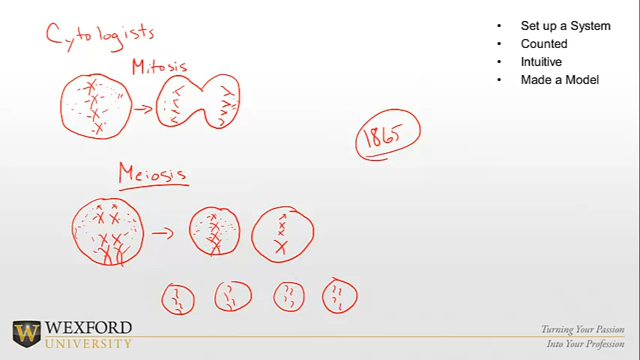 Cytologists
Mitosis
1865
Meiosis
• Set up a System
• Counted
• Intuitive
• Made a Model
WEXFORD
UNIVERSITY
Turning Your Passion
Into Your Profession